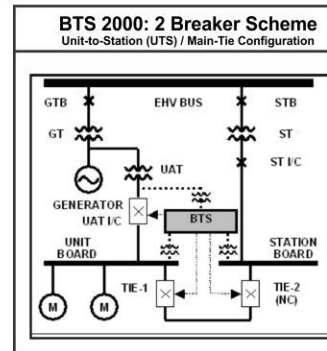 BTS 2000: 2 Breaker Scheme
Unit-to-Station (UTS) / Main-Tie Configuration
GTB EHV BUS STB
GT ST
UAT ST I/C
GENERATOR BTS
UAT I/C
UNIT BOARD STATION BOARD
TIE-1 TIE-2 (NC)
M M